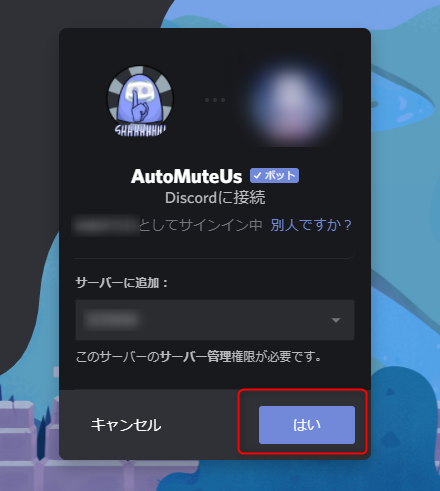 SHHHHHHH!
AutoMuteUs ✓ボット
Discordに接続
としてサインイン中 別人ですか？
サーバーに追加：
このサーバーのサーバー管理権限が必要です。
キャンセル はい